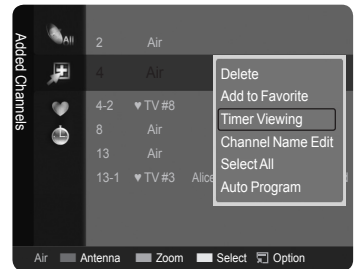 Added Channels
All
2 Air
4 Air
4-2 ♥ TV #8
8 Air
13 Air
13-1 ♥ TV #3 Alice
Delete
Add to Favorite
Timer Viewing
Channel Name Edit
Select All
Auto Program
Air Antenna Zoom Select Option